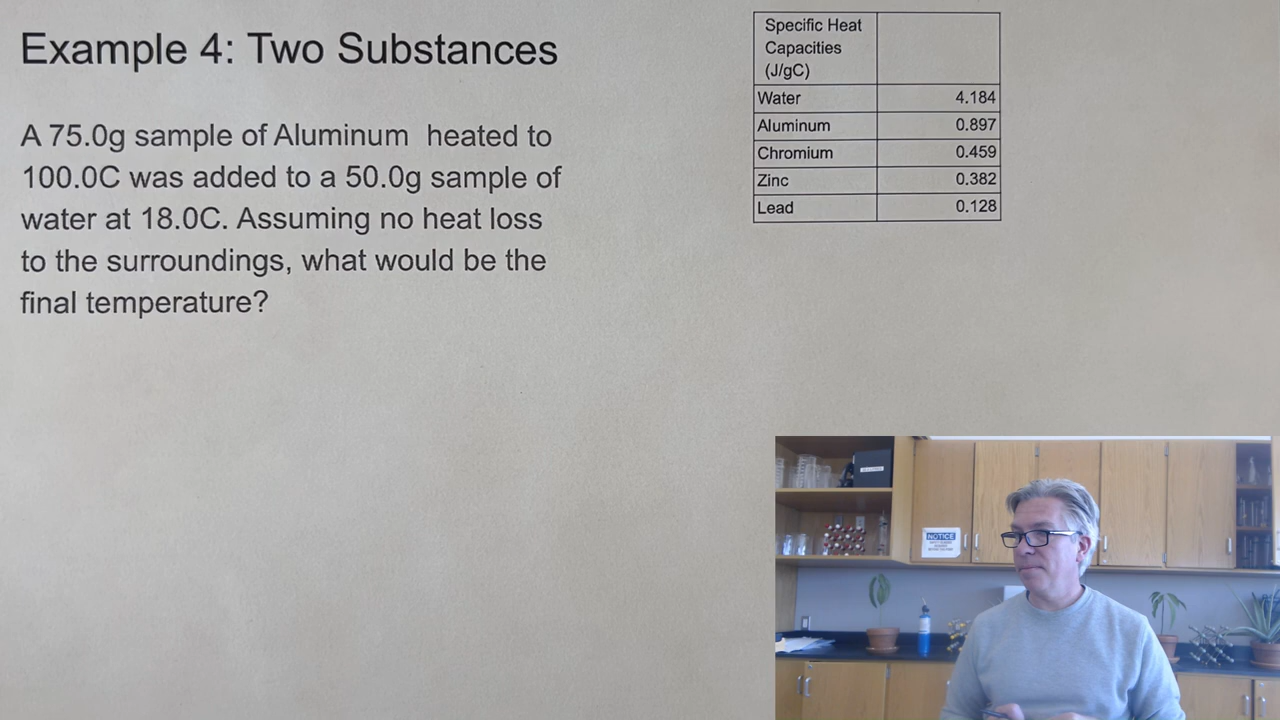 Example 4: Two Substances
A 75.0g sample of Aluminum heated to
100.0C was added to a 50.0g sample of
water at 18.0C. Assuming no heat loss
to the surroundings, what would be the
final temperature?
Specific Heat
Capacities
(J/gC)
Water 4.184
Aluminum 0.897
Chromium 0.459
Zinc 0.382
Lead 0.128
NOTICE